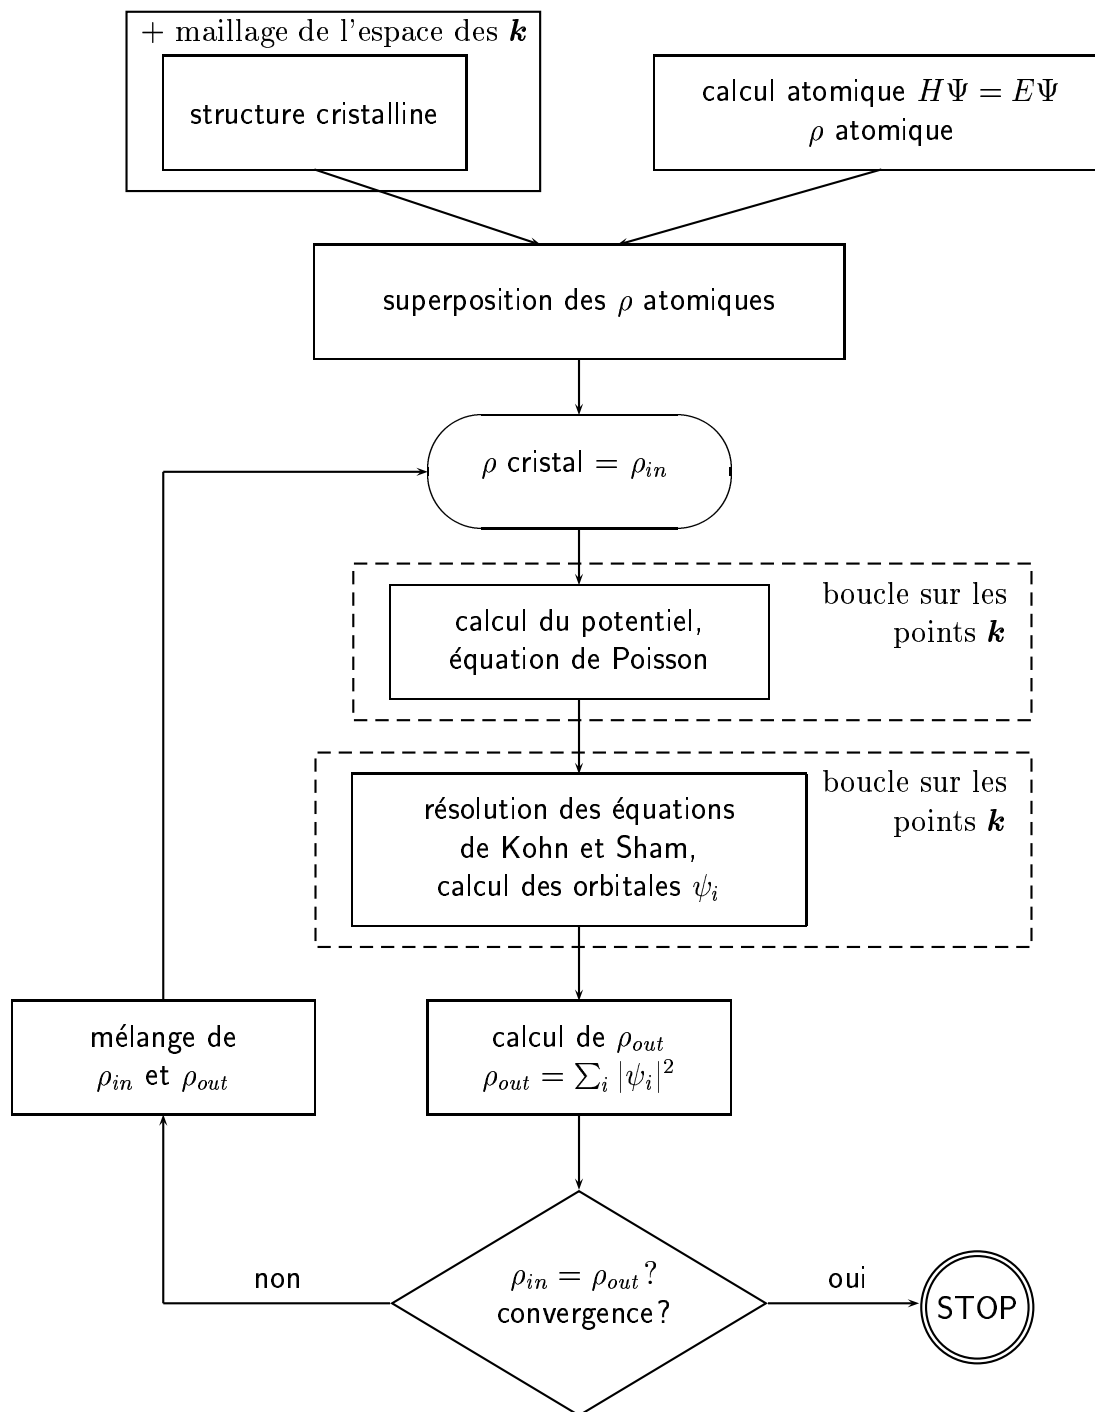 + maillage de l'espace des k
structure cristalline
calcul atomique HΨ = EΨ
ρ atomique
superposition des ρ atomiques
ρ cristal = ρ_in
boucle sur les
points k
calcul du potentiel,
équation de Poisson
boucle sur les
points k
résolution des équations
de Kohn et Sham,
calcul des orbitales ψ_i
mélange de
ρ_in et ρ_out
calcul de ρ_out
ρ_out = ∑_i |ψ_i|²
non
ρ_in = ρ_out?
convergence?
oui
STOP